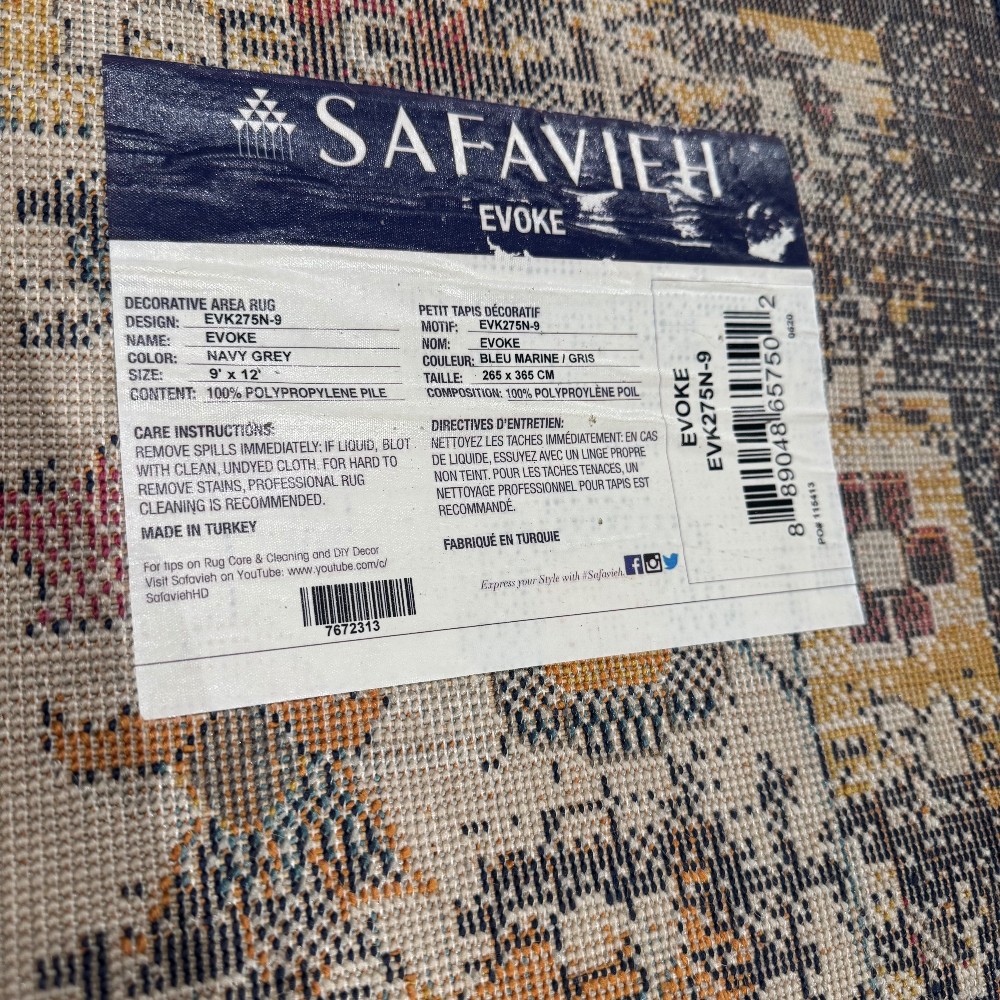 SAFAVIEH
EVOKE
DECORATIVE AREA RUG
DESIGN: EVK275N-9
NAME: EVOKE
COLOR: NAVY GREY
SIZE: 9' x 12'
CONTENT: 100% POLYPROPYLENE PILE
CARE INSTRUCTIONS:
REMOVE SPILLS IMMEDIATELY: IF LIQUID, BLOT
WITH CLEAN, UNDYED CLOTH. FOR HARD TO
REMOVE STAINS, PROFESSIONAL RUG
CLEANING IS RECOMMENDED.
MADE IN TURKEY
For tips on Rug Care & Cleaning and DIY Decor
Visit Safavieh on YouTube: www.youtube.com/c/
SafaviehHD
7672313
PETIT TAPIS DÉCORATIF
MOTIF: EVK275N-9
NOM: EVOKE
COULEUR: BLEU MARINE / GRIS
TAILLE: 265 x 365 CM
COMPOSITION: 100% POLYPROYLÈNE POIL
DIRECTIVES D'ENTRETIEN:
NETTOYEZ LES TACHES IMMÉDIATEMENT: EN CAS
DE LIQUIDE, ESSUYEZ AVEC UN LINGE PROPRE
NON TEINT. POUR LES TACHES TENACES, UN
NETTOYAGE PROFESSIONNEL POUR TAPIS EST
RECOMMANDÉ.
FABRIQUÉ EN TURQUIE
Express your Style with #Safavieh.
EVOKE
EVK275N-9
8 89048 65750 2
0630
PO# 115413